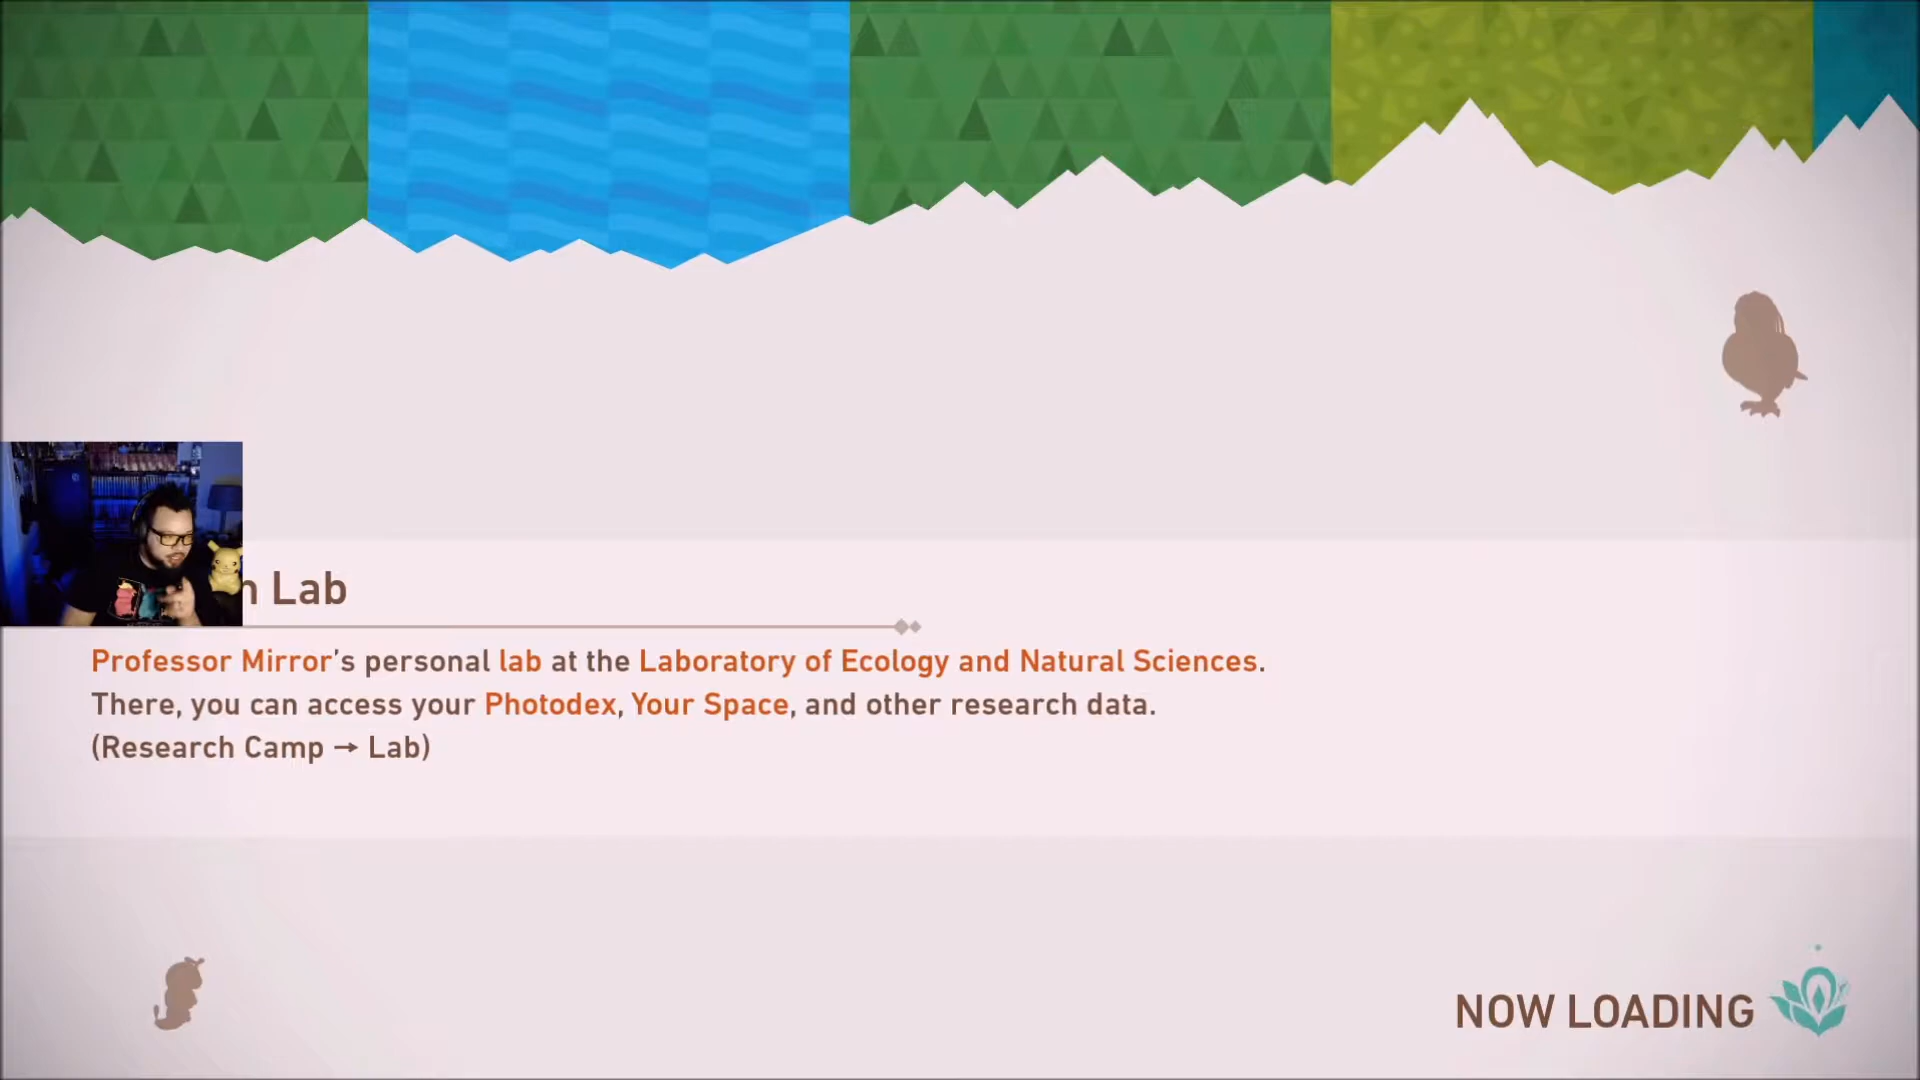 Lab
Professor Mirror's personal lab at the Laboratory of Ecology and Natural Sciences.
There, you can access your Photodex, Your Space, and other research data.
(Research Camp → Lab)
NOW LOADING